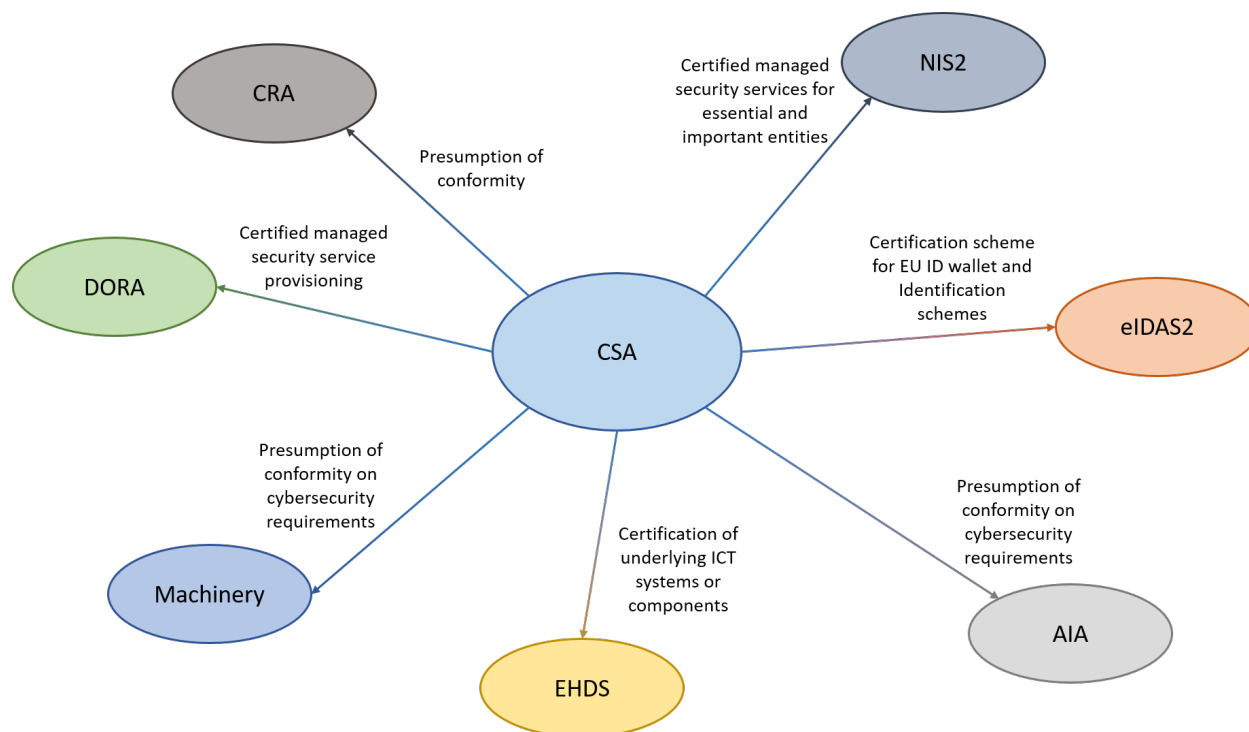 CRA
NIS2
Certified managed
security services for
essential and
important entities
Presumption of
conformity
DORA
Certified managed
security service
provisioning
CSA
Certification scheme
for EU ID wallet and
Identification
schemes
eIDAS2
Presumption of
conformity on
cybersecurity
requirements
Machinery
Certification of
underlying ICT
systems or
components
EHDS
Presumption of
conformity on
cybersecurity
requirements
AIA